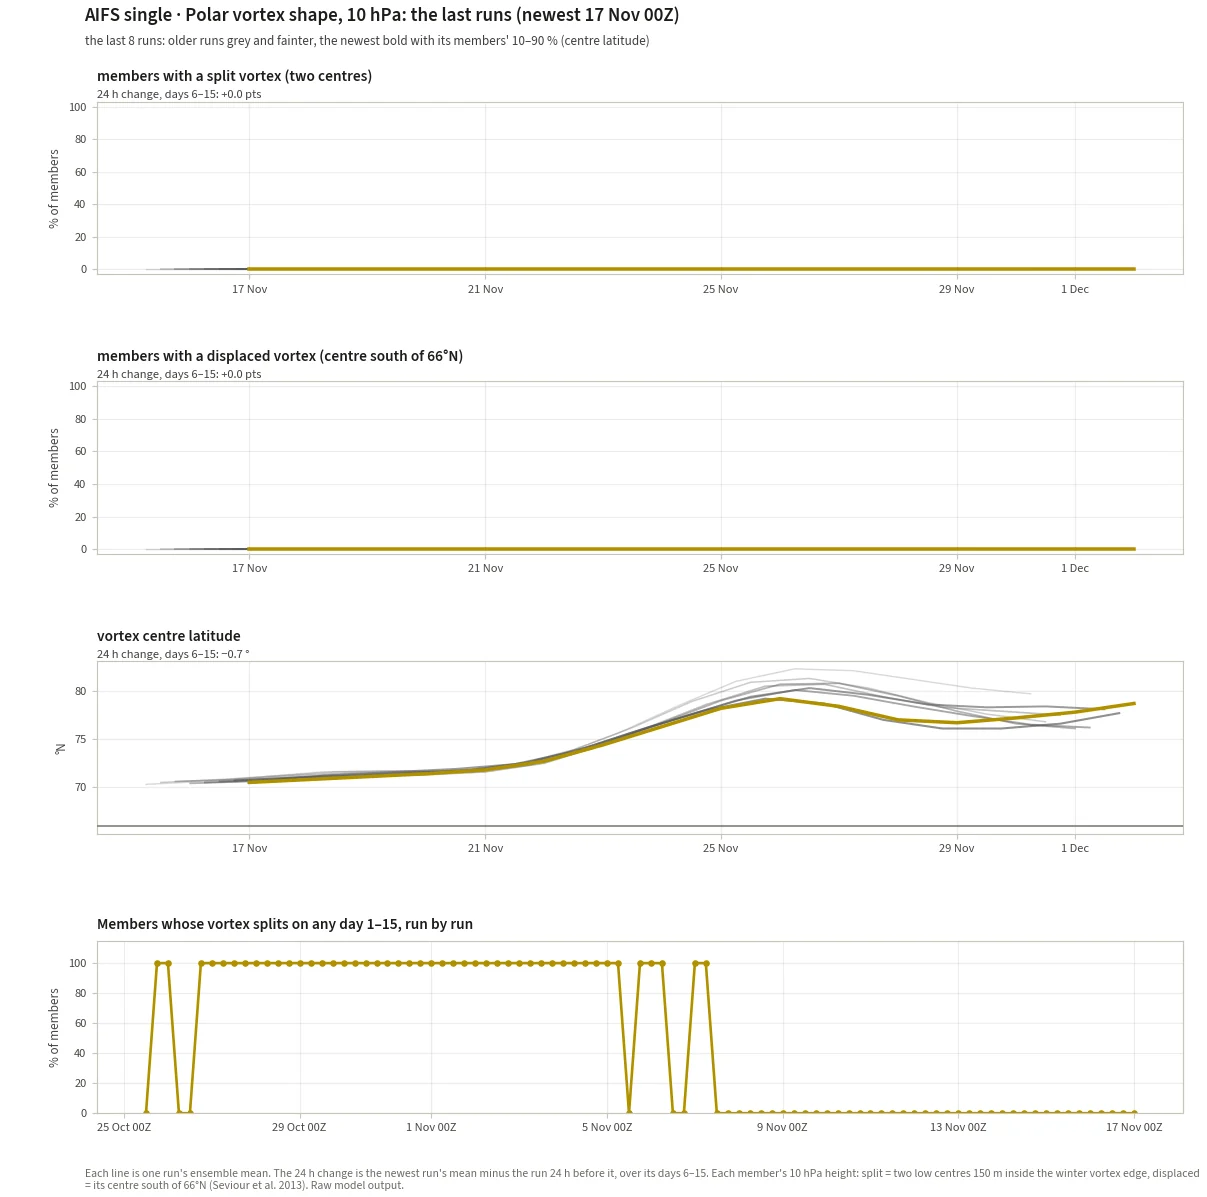 AIFS single · Polar vortex shape, 10 hPa: the last runs (newest 17 Nov 00Z)
the last 8 runs: older runs grey and fainter, the newest bold with its members' 10–90 % (centre latitude)
members with a split vortex (two centres)
24 h change, days 6–15: +0.0 pts
100
80
60
40
20
0
% of members
17 Nov
21 Nov
25 Nov
29 Nov
1 Dec
members with a displaced vortex (centre south of 66°N)
24 h change, days 6–15: +0.0 pts
100
80
60
40
20
0
% of members
17 Nov
21 Nov
25 Nov
29 Nov
1 Dec
vortex centre latitude
24 h change, days 6–15: −0.7 °
80
75
70
°N
17 Nov
21 Nov
25 Nov
29 Nov
1 Dec
Members whose vortex splits on any day 1–15, run by run
100
80
60
40
20
0
% of members
25 Oct 00Z
29 Oct 00Z
1 Nov 00Z
5 Nov 00Z
9 Nov 00Z
13 Nov 00Z
17 Nov 00Z
Each line is one run's ensemble mean. The 24 h change is the newest run's mean minus the run 24 h before it, over its days 6–15. Each member's 10 hPa height: split = two low centres 150 m inside the winter vortex edge, displaced
= its centre south of 66°N (Seviour et al. 2013). Raw model output.